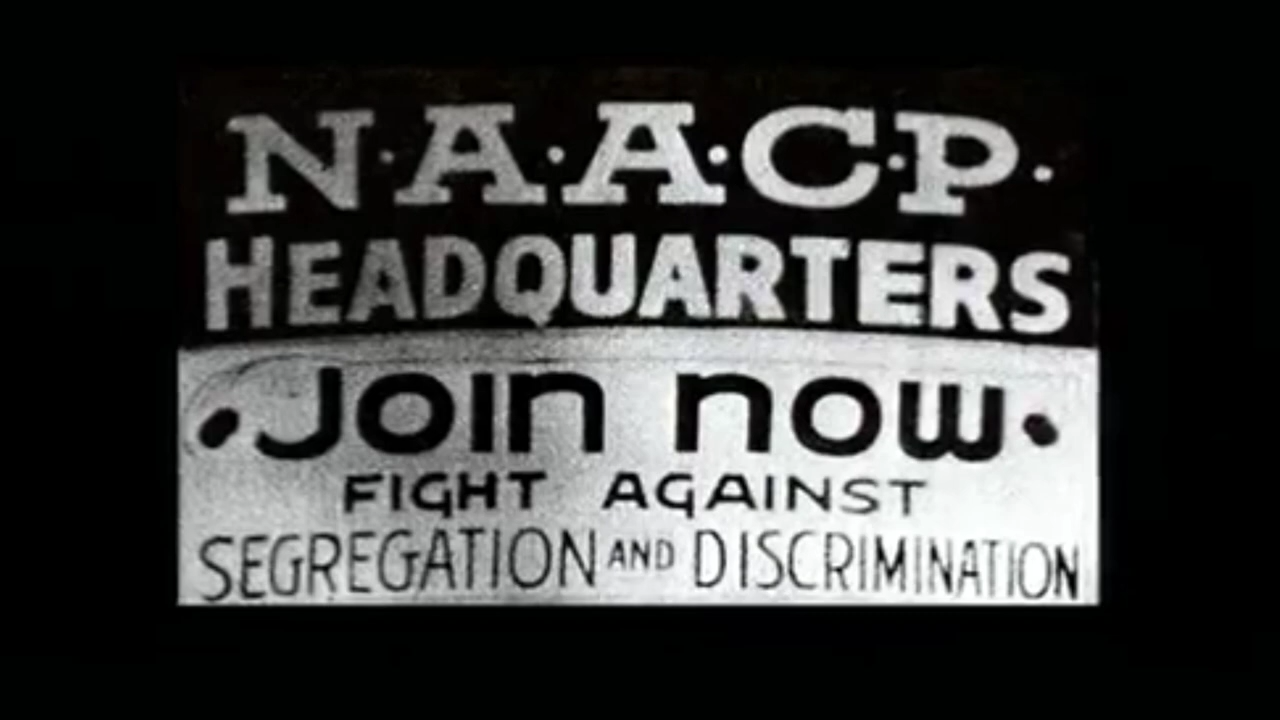 N·A·A·C·P·
HEADQUARTERS
·JOIN NOW·
FIGHT AGAINST
SEGREGATION AND DISCRIMINATION